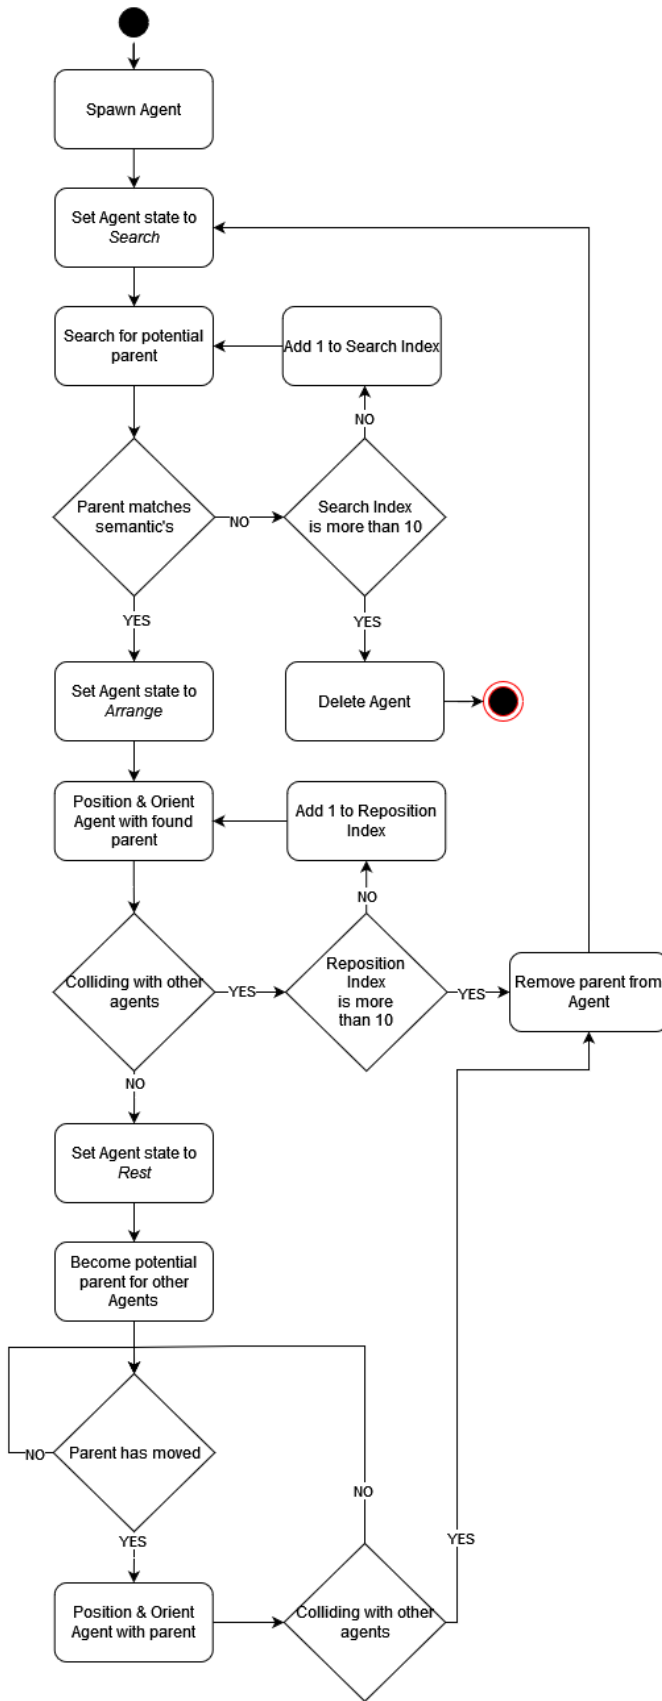 Spawn Agent
Set Agent state to
Search
Search for potential
parent
Add 1 to Search Index
NO
Parent matches
semantic's
NO
Search Index
is more than 10
YES
YES
Set Agent state to
Arrange
Delete Agent
Position & Orient
Agent with found
parent
Add 1 to Reposition
Index
NO
Colliding with other
agents
YES
Reposition
Index
is more
than 10
YES
Remove parent from
Agent
NO
Set Agent state to
Rest
Become potential
parent for other
Agents
Parent has moved
NO
NO
YES
YES
Position & Orient
Agent with parent
Colliding with other
agents